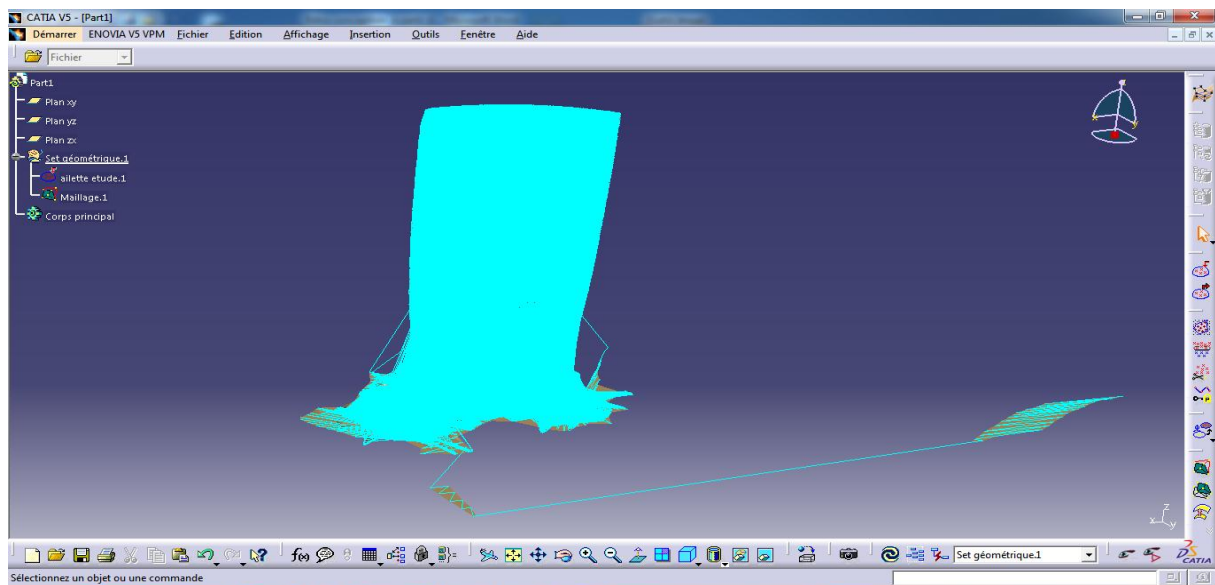 CATIA V5 - [Part1]
Démarrer ENOVIA V5 VPM Fichier Edition Affichage Insertion Outils Fenêtre Aide
Fichier
Part1
Plan xy
Plan yz
Plan zx
Set géométrique.1
ailette etude.1
Maillage.1
Corps principal
z
x y
f(x)
Set géométrique.1
CATIA
Sélectionnez un objet ou une commande